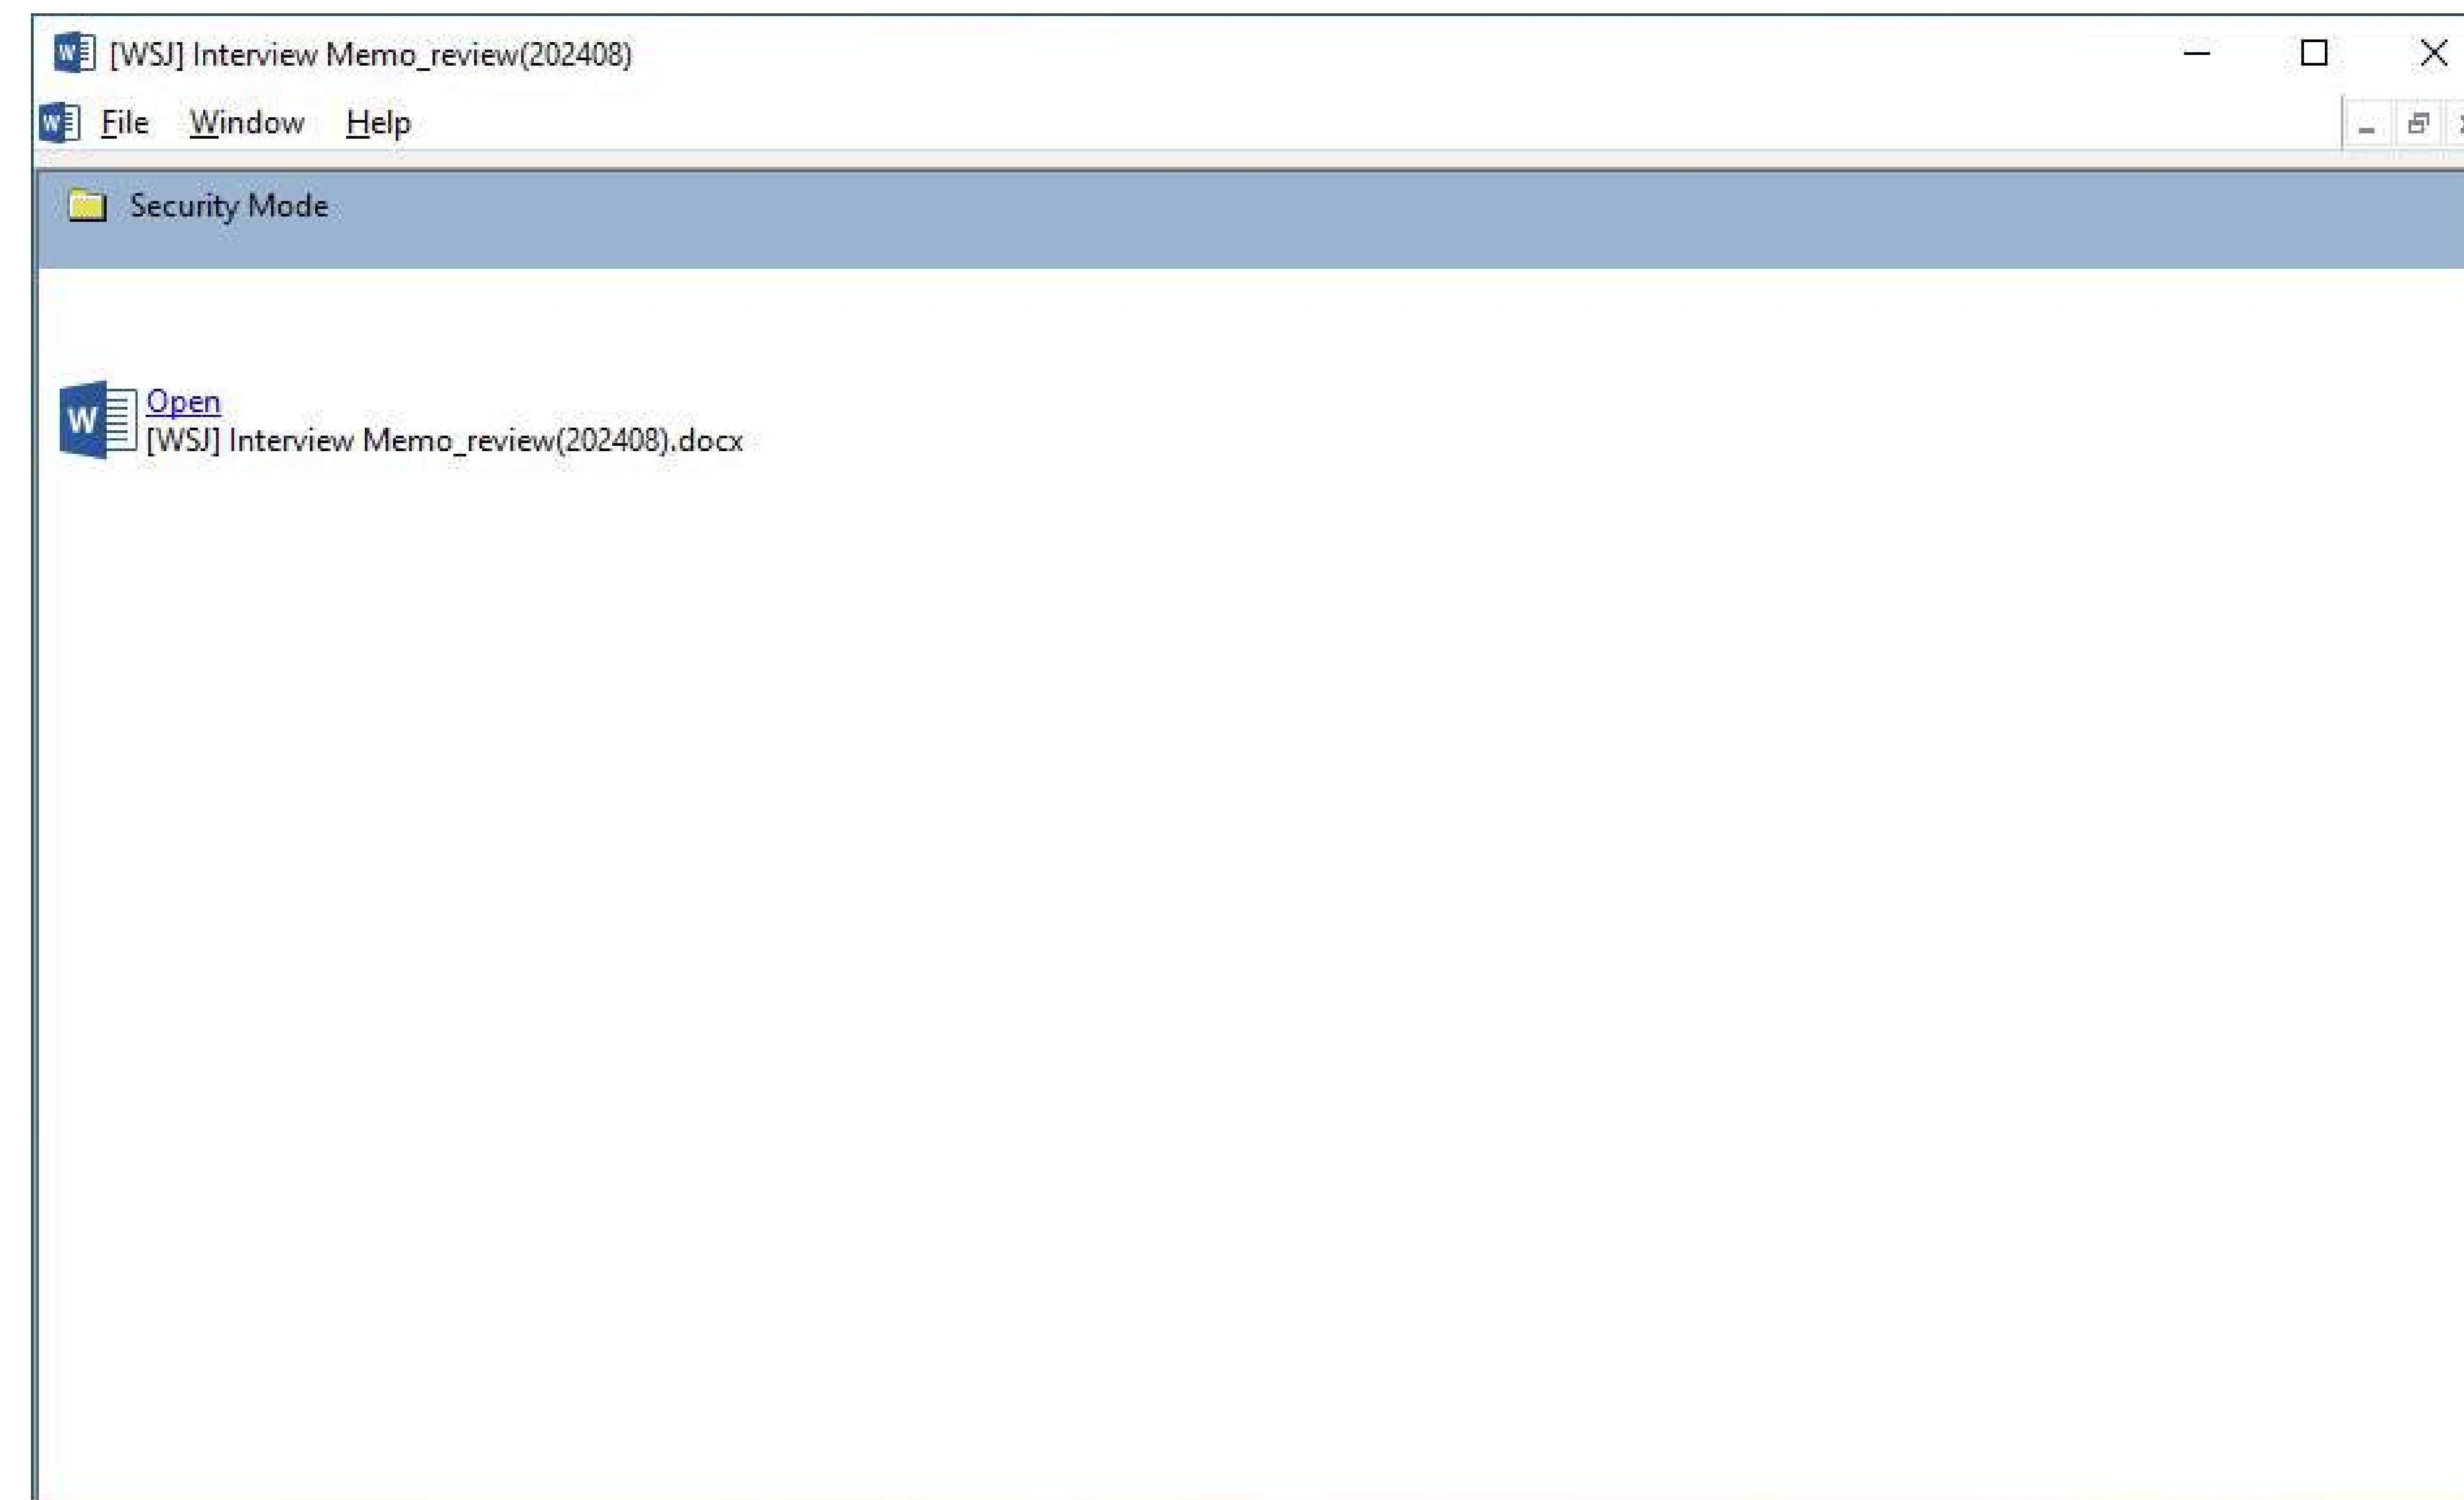 [WSJ] Interview Memo_review(202408)
File Window Help
Security Mode
Open
[WSJ] Interview Memo_review(202408).docx